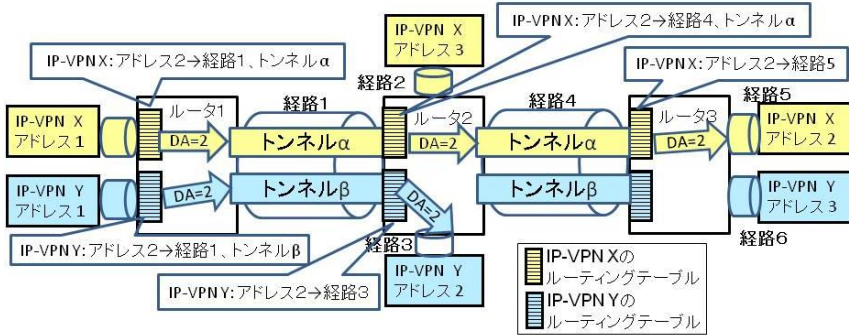 IP-VPN X
アドレス3
IP-VPN X:アドレス2→経路4、トンネルα
IP-VPN X:アドレス2→経路1、トンネルα
IP-VPN X:アドレス2→経路5
経路2
ルータ1
経路1
ルータ2
経路4
ルータ3
経路5
IP-VPN X
アドレス1
DA=2
トンネルα
DA=2
トンネルα
DA=2
IP-VPN X
アドレス2
IP-VPN Y
アドレス1
DA=2
トンネルβ
DA=2
トンネルβ
IP-VPN Y
アドレス3
経路3
経路6
IP-VPN Y:アドレス2→経路1、トンネルβ
IP-VPN Y:アドレス2→経路3
IP-VPN Y
アドレス2
IP-VPN Xの
ルーティングテーブル
IP-VPN Yの
ルーティングテーブル